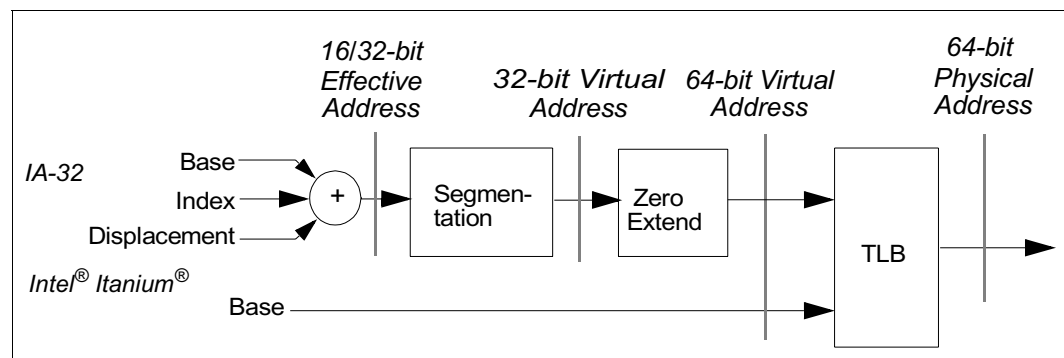 16/32-bit
Effective
Address
32-bit Virtual
Address
64-bit Virtual
Address
64-bit
Physical
Address
IA-32
Base
Index
Displacement
+
Segmen-
tation
Zero
Extend
TLB
Intel® Itanium®
Base